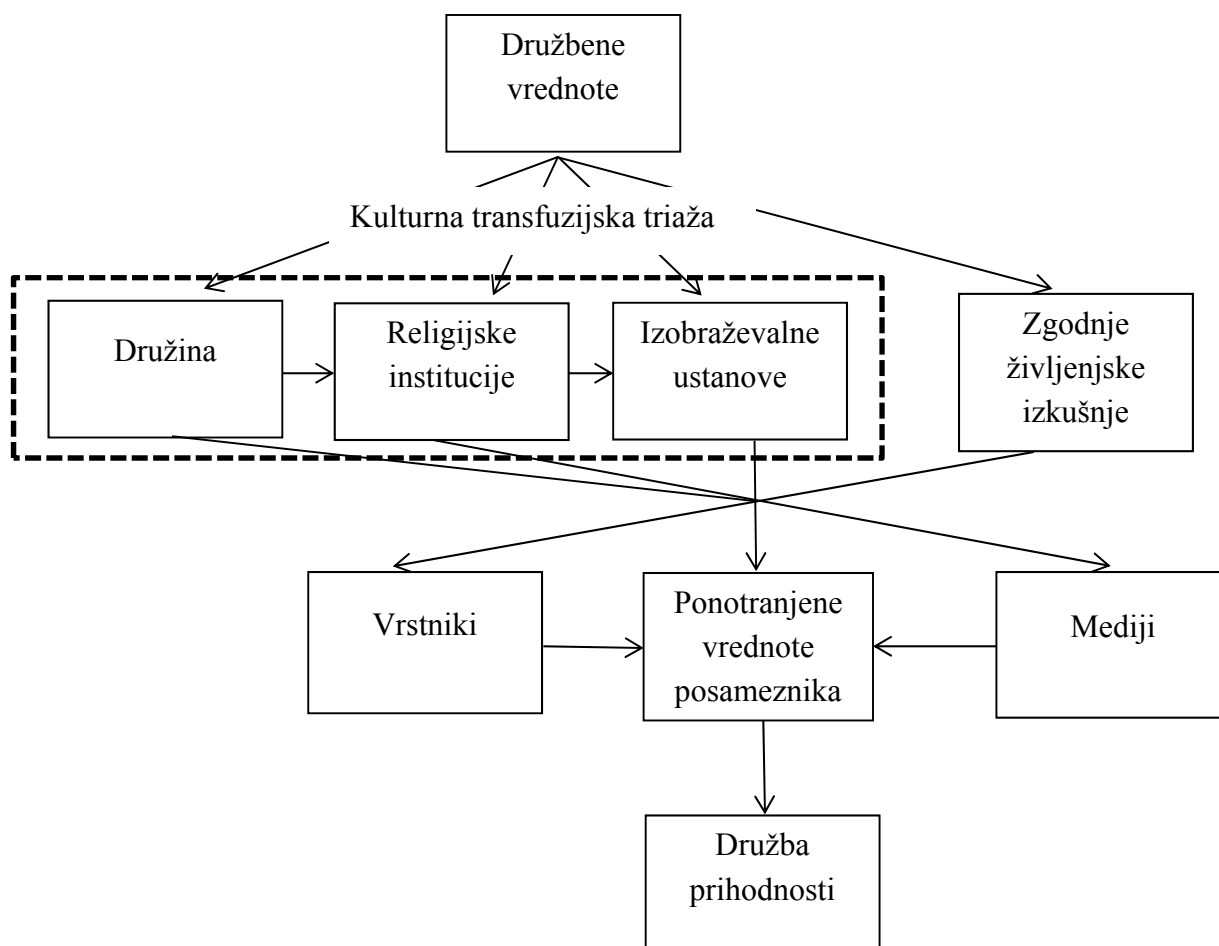 Družbene
vrednote
Kulturna transfuzijska triaža
Družina
Religijske
institucije
Izobraževalne
ustanove
Zgodnje
življenjske
izkušnje
Vrstniki
Ponotranjene
vrednote
posameznika
Mediji
Družba
prihodnosti